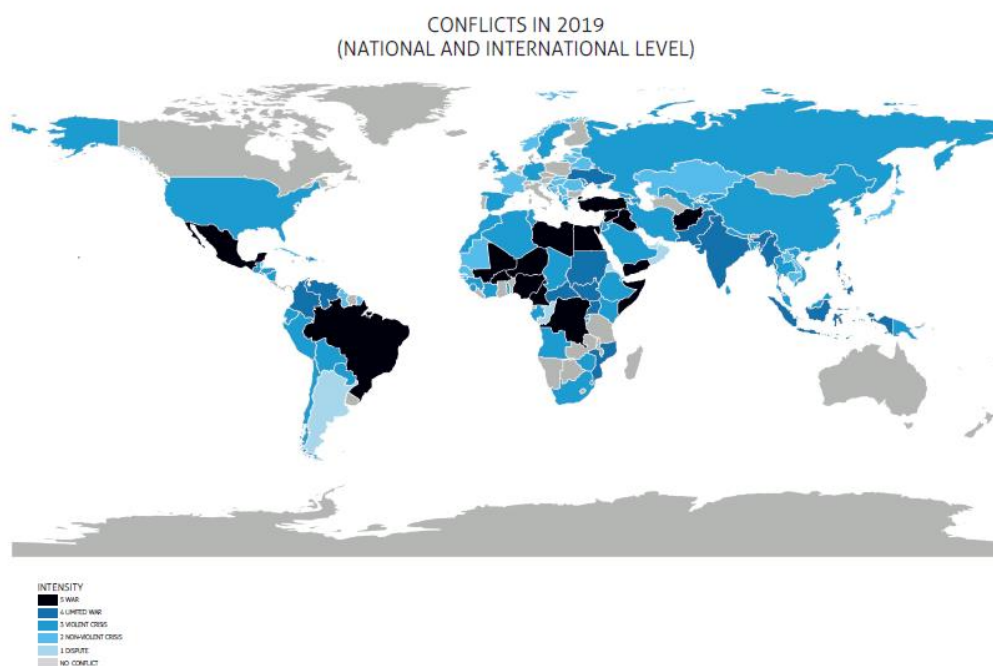 CONFLICTS IN 2019
(NATIONAL AND INTERNATIONAL LEVEL)
INTENSITY
5 WAR
4 LIMITED WAR
3 VIOLENT CRISIS
2 NON-VIOLENT CRISIS
1 DISPUTE
NO CONFLICT